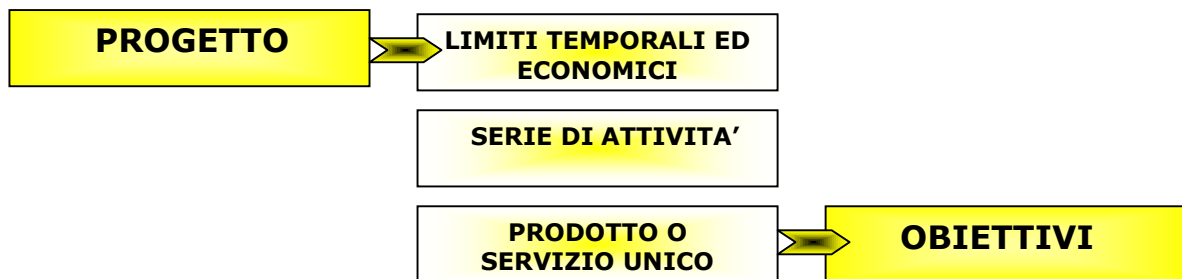 PROGETTO
LIMITI TEMPORALI ED
ECONOMICI
SERIE DI ATTIVITA’
PRODOTTO O
SERVIZIO UNICO
OBIETTIVI